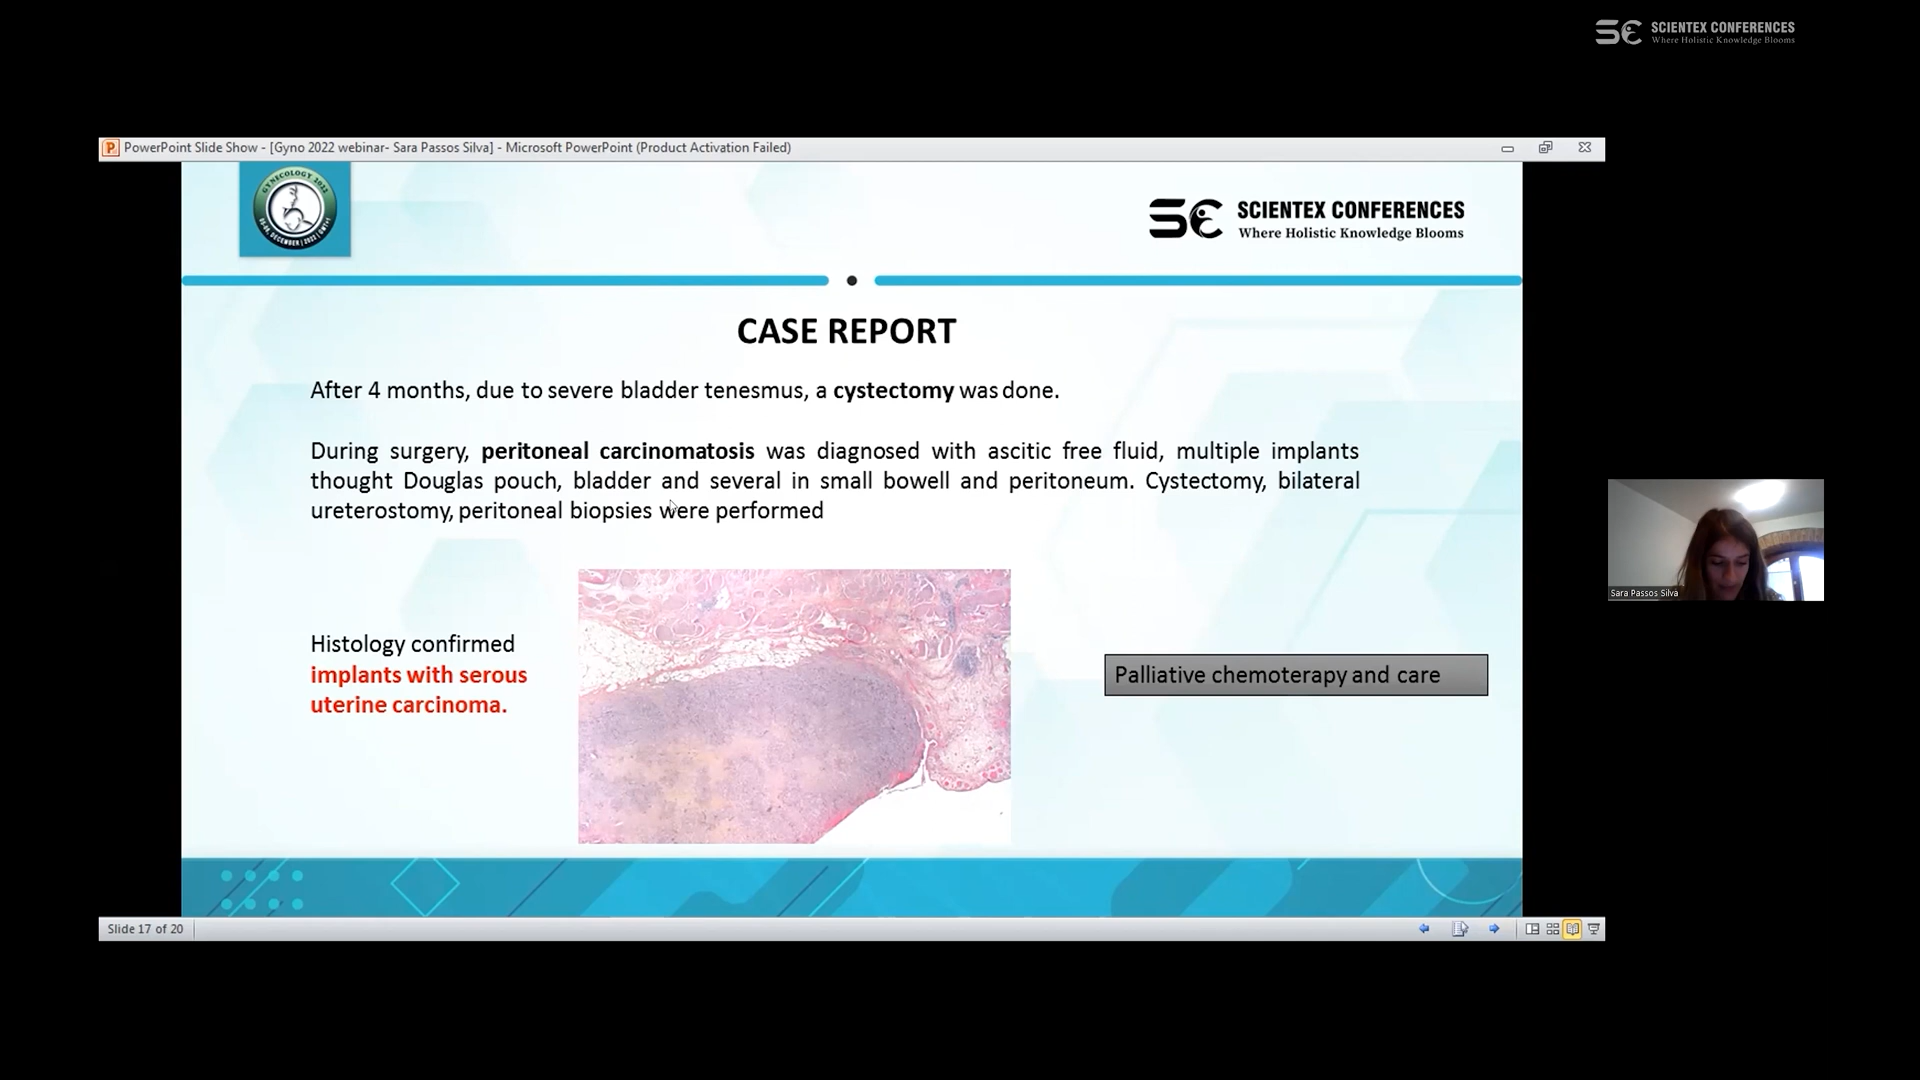 SCIENTEX CONFERENCES
Where Holistic Knowledge Blooms
PowerPoint Slide Show - [Gyno 2022 webinar- Sara Passos Silva] - Microsoft PowerPoint (Product Activation Failed)
GYNECOLOGY 2022
SCIENTEX CONFERENCES
Where Holistic Knowledge Blooms
CASE REPORT
After 4 months, due to severe bladder tenesmus, a cystectomy was done.
During surgery, peritoneal carcinomatosis was diagnosed with ascitic free fluid, multiple implants
thought Douglas pouch, bladder and several in small bowell and peritoneum. Cystectomy, bilateral
ureterostomy, peritoneal biopsies were performed
Histology confirmed
implants with serous
uterine carcinoma.
Palliative chemoterapy and care
Sara Passos Silva
Slide 17 of 20